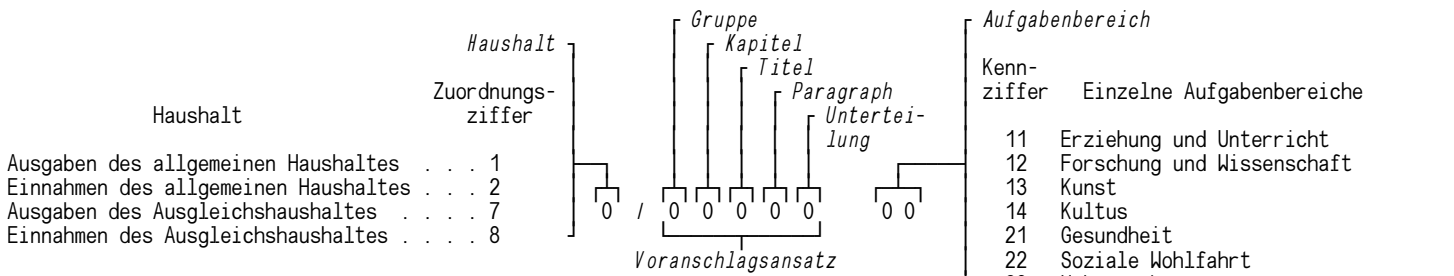 Gruppe
Aufgabenbereich
Haushalt
Kapitel
Titel
Kenn-
Zuordnungs-
Paragraph
ziffer Einzelne Aufgabenbereiche
Haushalt
ziffer
Untertei-
lung
11 Erziehung und Unterricht
Ausgaben des allgemeinen Haushaltes . . . 1
12 Forschung und Wissenschaft
Einnahmen des allgemeinen Haushaltes . . . 2
13 Kunst
Ausgaben des Ausgleichshaushaltes . . . . 7
0 / 0 0 0 0 0 0 0
14 Kultus
Einnahmen des Ausgleichshaushaltes . . . . 8
21 Gesundheit
Voranschlagsansatz
22 Soziale Wohlfahrt